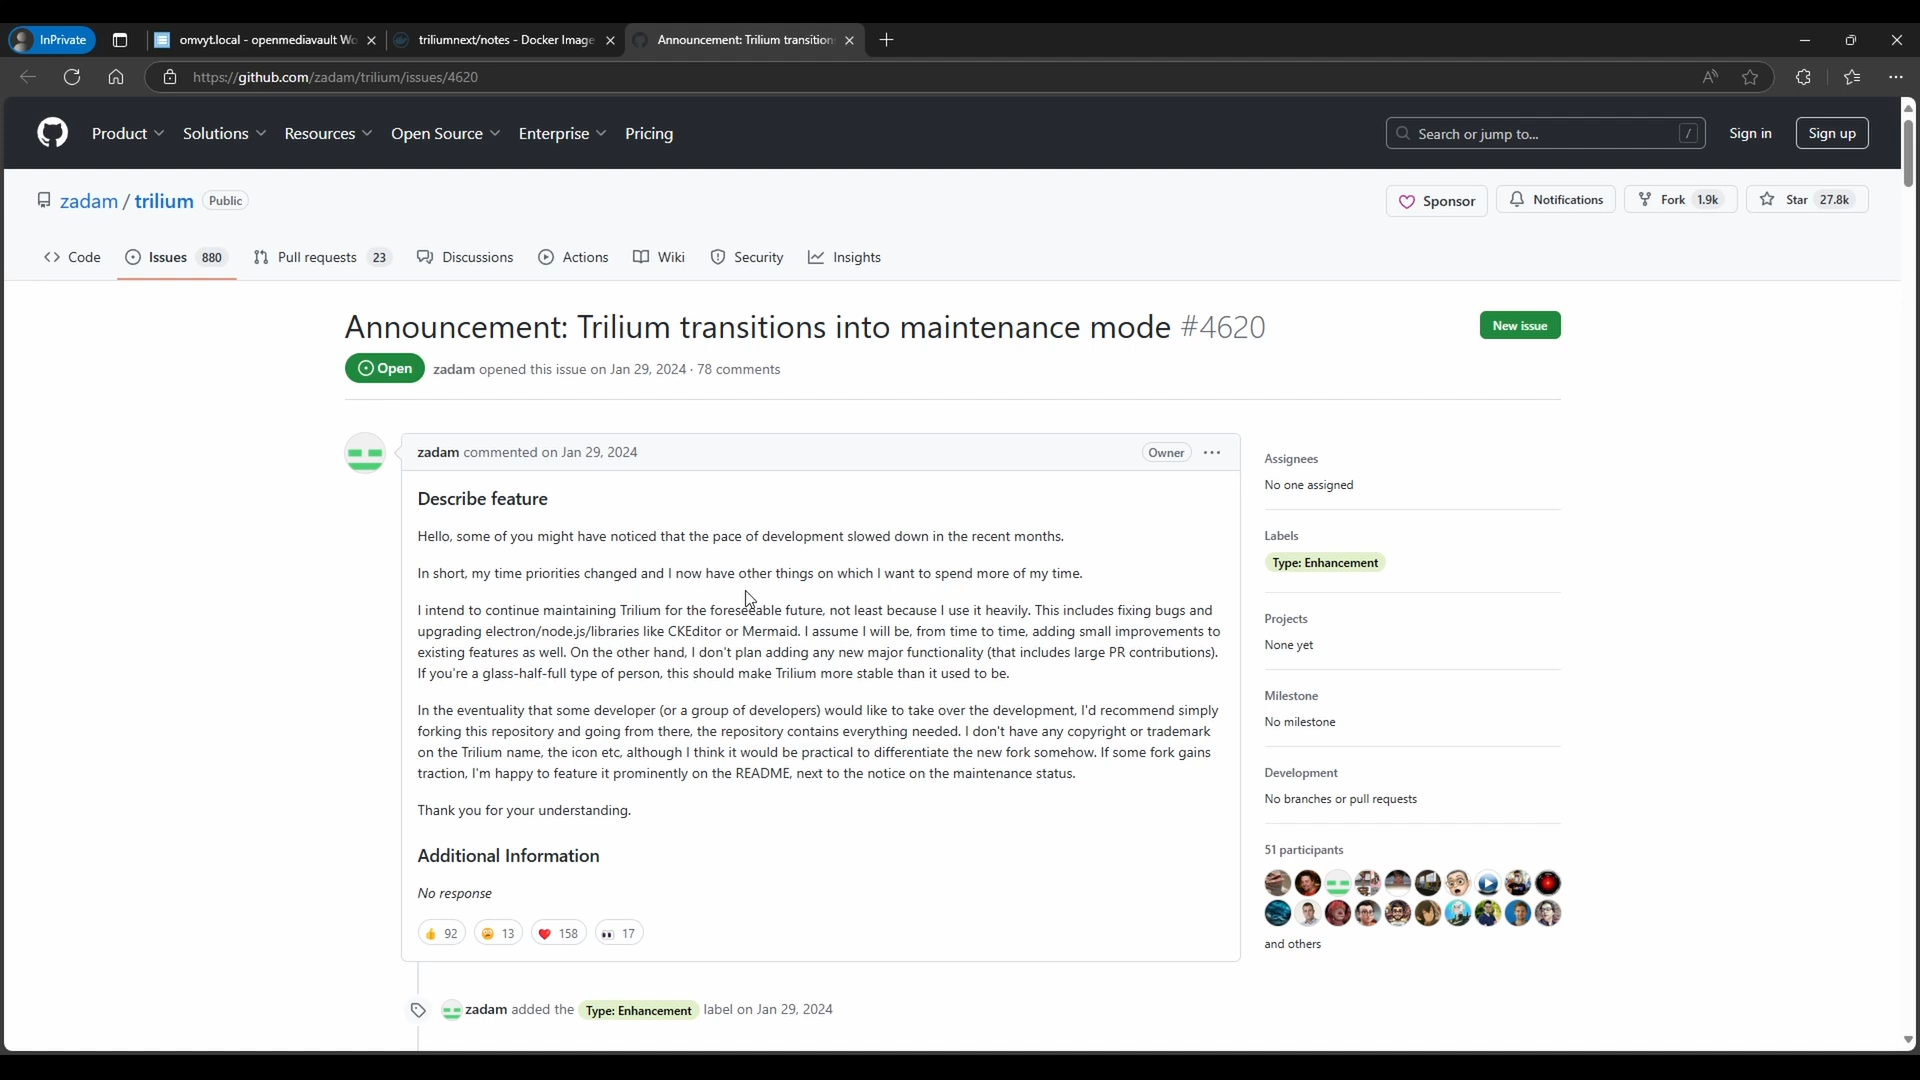 InPrivate
omvyt.local - openmediavault Wo
triliumnext/notes - Docker Image
Announcement: Trilium transition
https://github.com/zadam/trilium/issues/4620
Product
Solutions
Resources
Open Source
Enterprise
Pricing
Search or jump to...
/
Sign in
Sign up
zadam / trilium
Public
Sponsor
Notifications
Fork 1.9k
Star 27.8k
Code
Issues 880
Pull requests 23
Discussions
Actions
Wiki
Security
Insights
Announcement: Trilium transitions into maintenance mode #4620
New issue
Open
zadam opened this issue on Jan 29, 2024 · 78 comments
zadam commented on Jan 29, 2024
Owner
Describe feature
Hello, some of you might have noticed that the pace of development slowed down in the recent months.
In short, my time priorities changed and I now have other things on which I want to spend more of my time.
I intend to continue maintaining Trilium for the foreseeable future, not least because I use it heavily. This includes fixing bugs and
upgrading electron/node.js/libraries like CKEditor or Mermaid. I assume I will be, from time to time, adding small improvements to
existing features as well. On the other hand, I don't plan adding any new major functionality (that includes large PR contributions).
If you're a glass-half-full type of person, this should make Trilium more stable than it used to be.
In the eventuality that some developer (or a group of developers) would like to take over the development, I'd recommend simply
forking this repository and going from there, the repository contains everything needed. I don't have any copyright or trademark
on the Trilium name, the icon etc, although I think it would be practical to differentiate the new fork somehow. If some fork gains
traction, I'm happy to feature it prominently on the README, next to the notice on the maintenance status.
Thank you for your understanding.
Additional Information
No response
92
13
158
17
zadam added the Type: Enhancement label on Jan 29, 2024
Assignees
No one assigned
Labels
Type: Enhancement
Projects
None yet
Milestone
No milestone
Development
No branches or pull requests
51 participants
and others